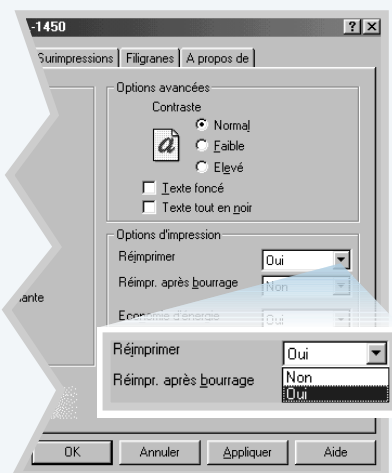 -1450
Surimpressions Filigranes A propos de
Options avancées
Contraste
a
Normal
Faible
Elevé
Texte foncé
Texte tout en noir
Options d'impression
Réimprimer Oui
Réimpr. après bourrage Non
ante
Economie d'énergie Oui
Réimprimer Oui
Réimpr. après bourrage Non
Oui
OK Annuler Appliquer Aide